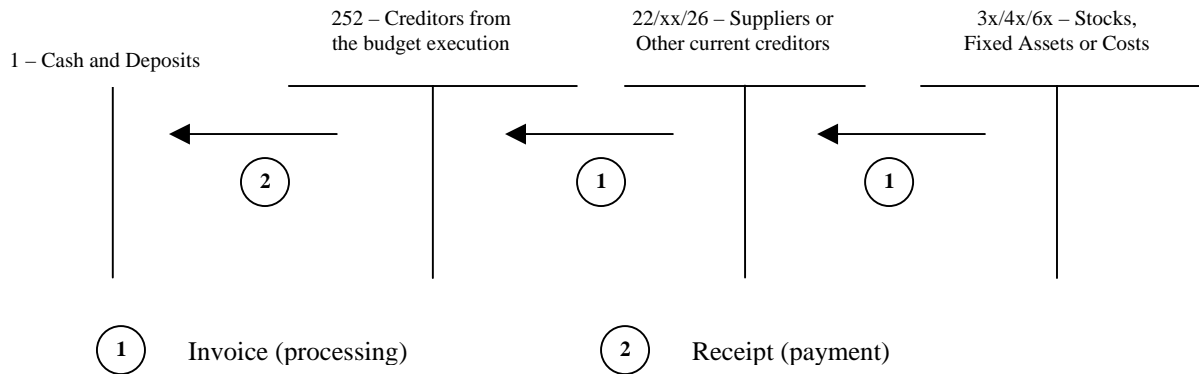 252 – Creditors from
the budget execution
22/xx/26 – Suppliers or
Other current creditors
3x/4x/6x – Stocks,
Fixed Assets or Costs
1 – Cash and Deposits
2
1
1
1
Invoice (processing)
2
Receipt (payment)